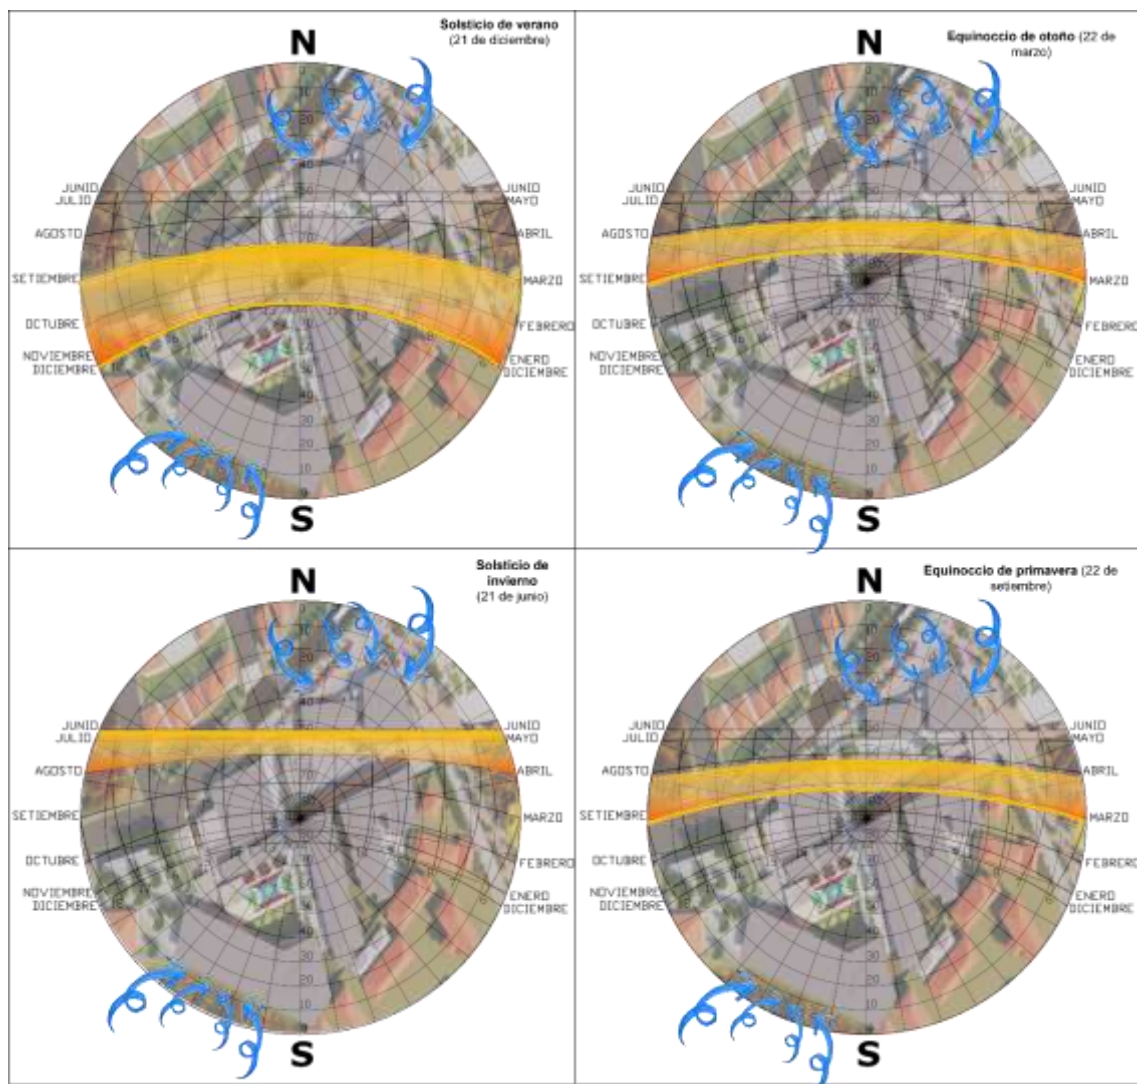 Solsticio de verano
(21 de diciembre)
N
JUNIO
JULIO
AGOSTO
SETIEMBRE
OCTUBRE
NOVIEMBRE
DICIEMBRE
JUNIO
MAYO
ABRIL
MARZO
FEBRERO
ENERO
DICIEMBRE
S
Equinoccio de otoño (22 de
marzo)
N
JUNIO
JULIO
AGOSTO
SETIEMBRE
OCTUBRE
NOVIEMBRE
DICIEMBRE
JUNIO
MAYO
ABRIL
MARZO
FEBRERO
ENERO
DICIEMBRE
S
Solsticio de
invierno
(21 de junio)
N
JUNIO
JULIO
AGOSTO
SETIEMBRE
OCTUBRE
NOVIEMBRE
DICIEMBRE
JUNIO
MAYO
ABRIL
MARZO
FEBRERO
ENERO
DICIEMBRE
S
Equinoccio de primavera (22 de
setiembre)
N
JUNIO
JULIO
AGOSTO
SETIEMBRE
OCTUBRE
NOVIEMBRE
DICIEMBRE
JUNIO
MAYO
ABRIL
MARZO
FEBRERO
ENERO
DICIEMBRE
S